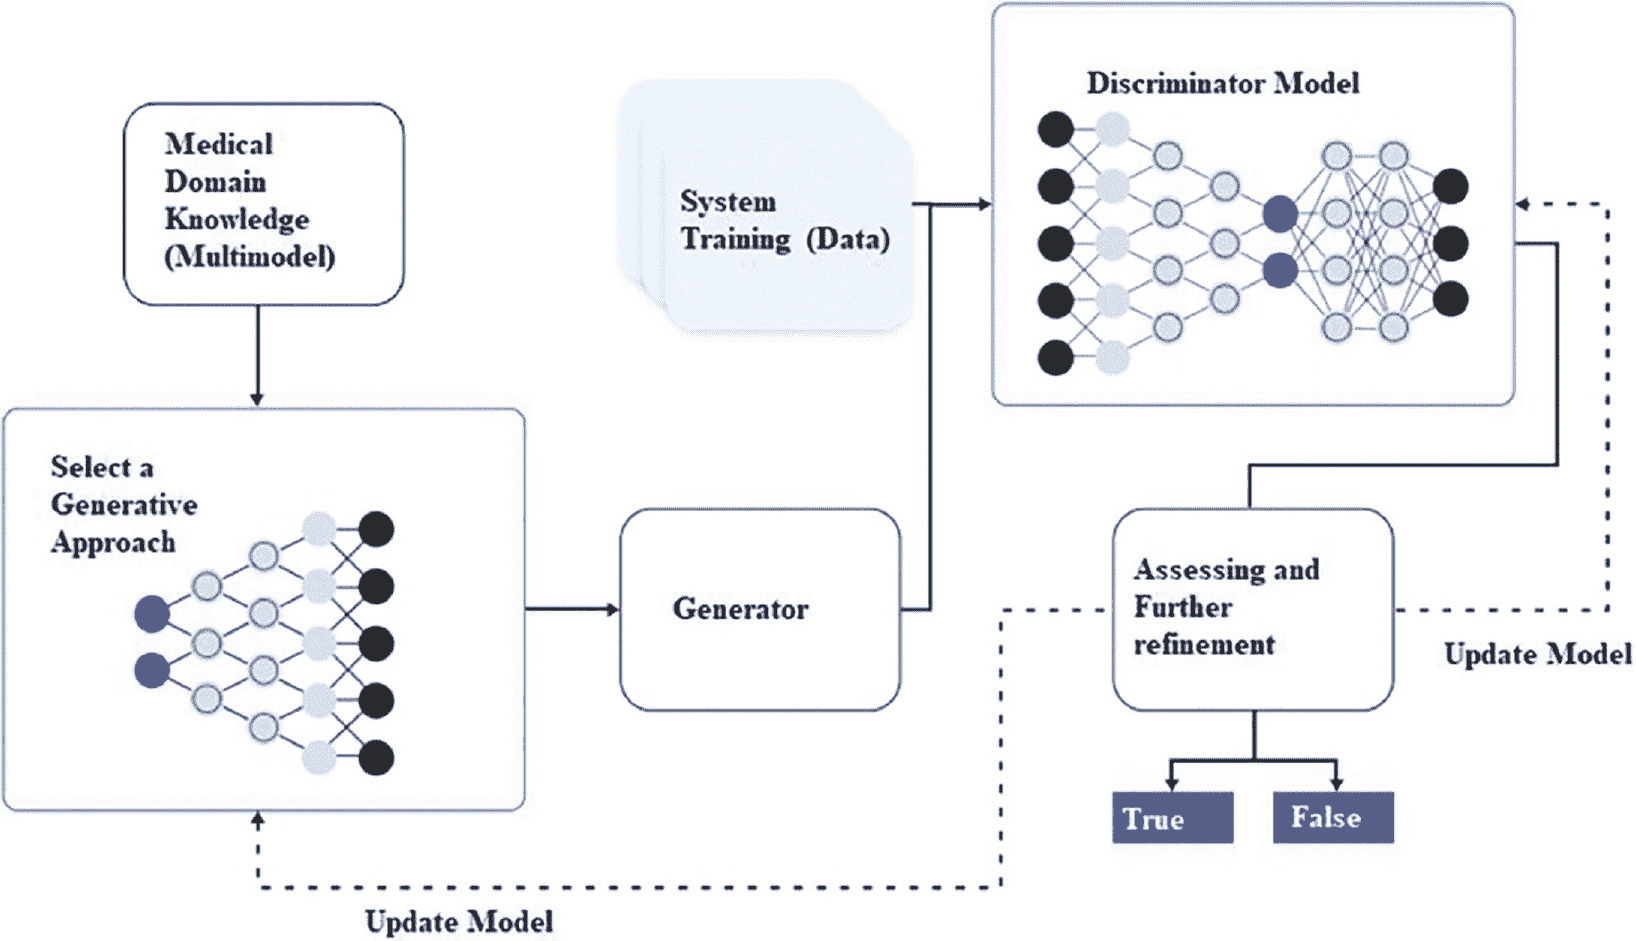 Discriminator Model
Medical
Domain
Knowledge
(Multimodel)
System
Training (Data)
Select a
Generative
Approach
Generator
Assessing and
Further
refinement
Update Model
True
False
Update Model